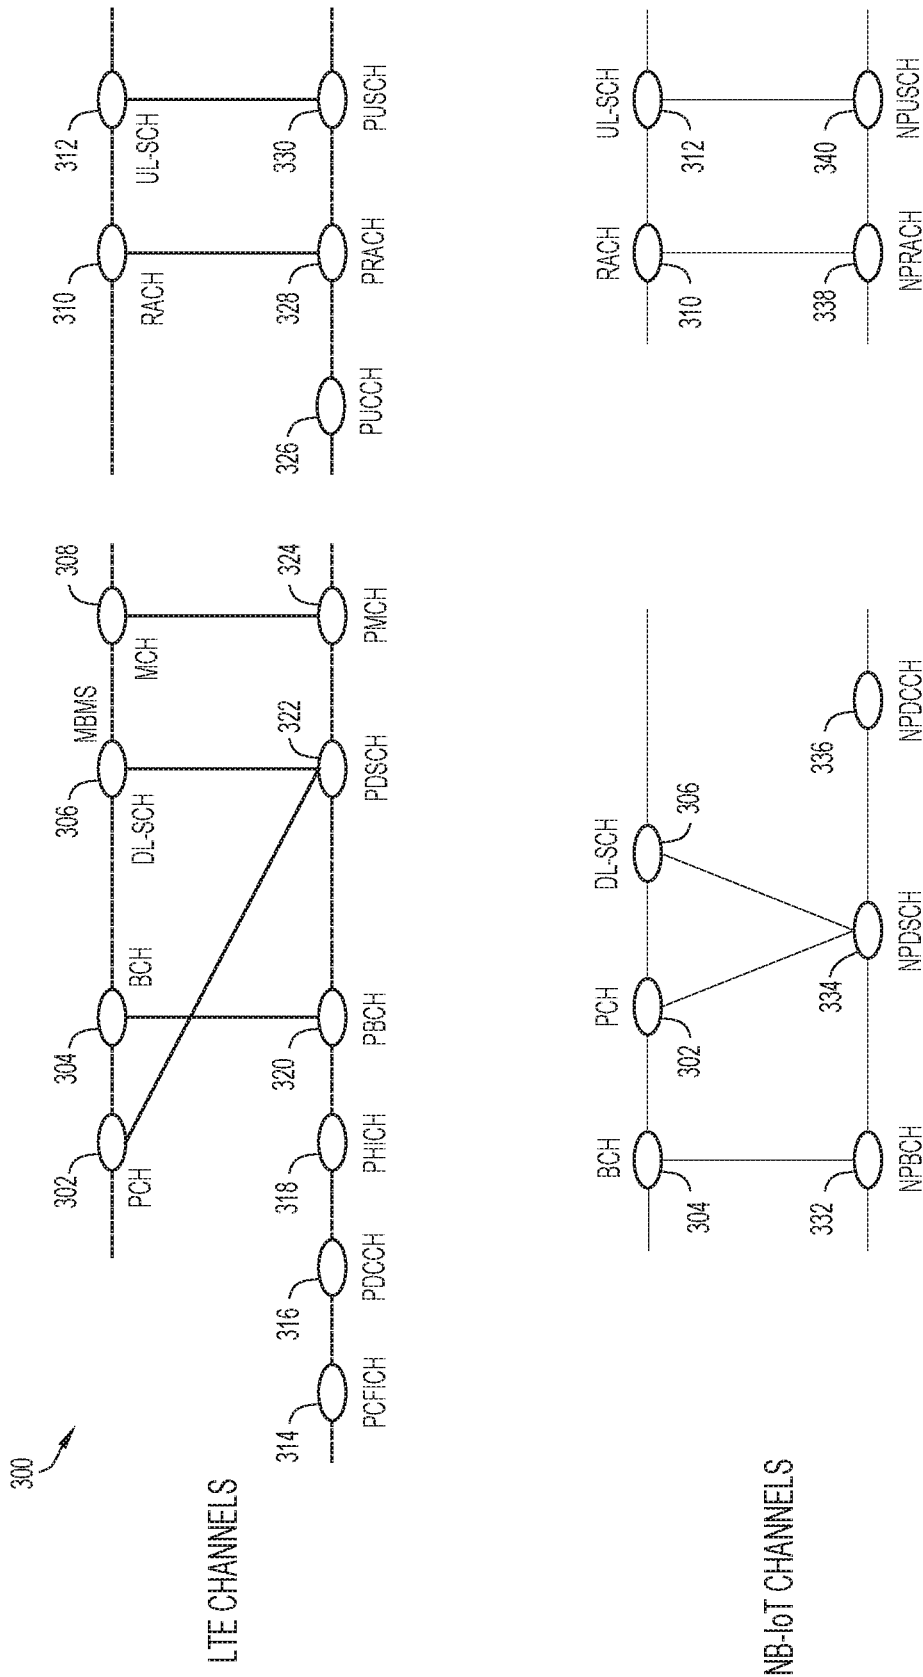 300
LTE CHANNELS
302
304
306
MBMS
308
310
312
PCH
BCH
DL-SCH
MCH
RACH
UL-SCH
314
316
318
320
322
324
326
328
330
PCFICH
PDCCH
PHICH
PBCH
PDSCH
PMCH
PUCCH
PRACH
PUSCH
NB-IoT CHANNELS
BCH
PCH
DL-SCH
RACH
UL-SCH
304
302
306
310
312
332
334
336
338
340
NPBCH
NPDSCH
NPDCCH
NPRACH
NPUSCH